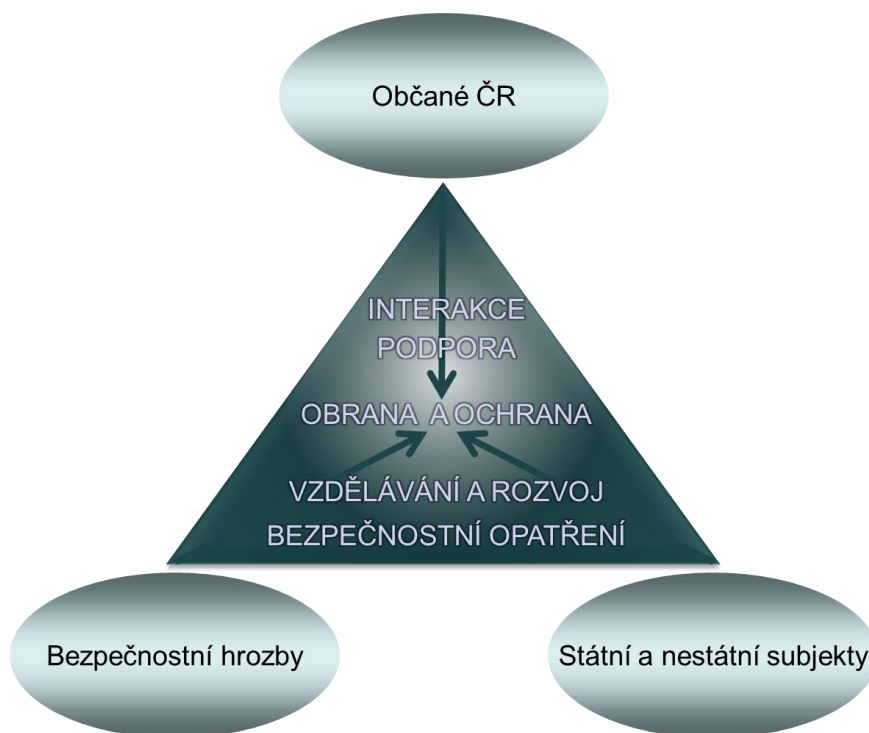 Občané ČR
INTERAKCE
PODPORA
OBRANA A OCHRANA
VZDĚLÁVÁNÍ A ROZVOJ
BEZPEČNOSTNÍ OPATŘENÍ
Bezpečnostní hrozby
Státní a nestátní subjekty